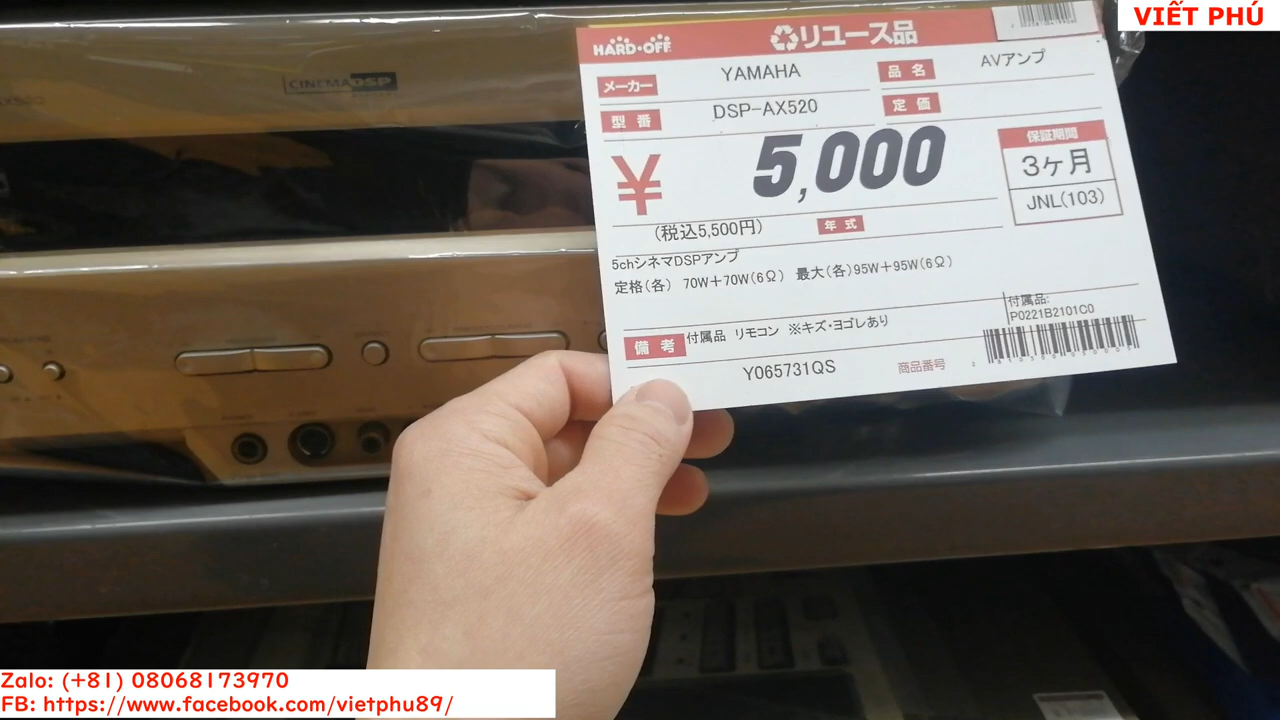 VIẾT PHÚ
CINEMA DSP
HARD・OFF リユース品
メーカー YAMAHA 品名 AVアンプ
型番 DSP-AX520 定価
¥ 5,000
(税込5,500円) 年式
保証期間
3ヶ月
JNL(103)
5chシネマDSPアンプ
定格(各) 70W+70W(6Ω) 最大(各)95W+95W(6Ω)
備考 付属品 リモコン ※キズ・ヨゴレあり
付属品:
P0221B2101C0
Y065731QS 商品番号
Zalo: (+81) 08068173970
FB: https://www.facebook.com/vietphu89/